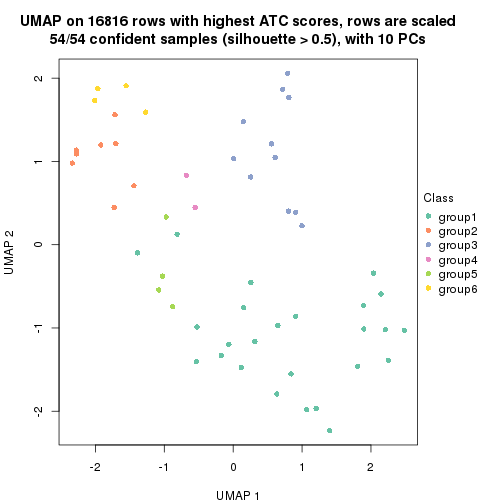 UMAP on 16816 rows with highest ATC scores, rows are scaled
54/54 confident samples (silhouette > 0.5), with 10 PCs
UMAP 2
2
1
0
-1
-2
-2
-1
0
1
2
UMAP 1
Class
group1
group2
group3
group4
group5
group6